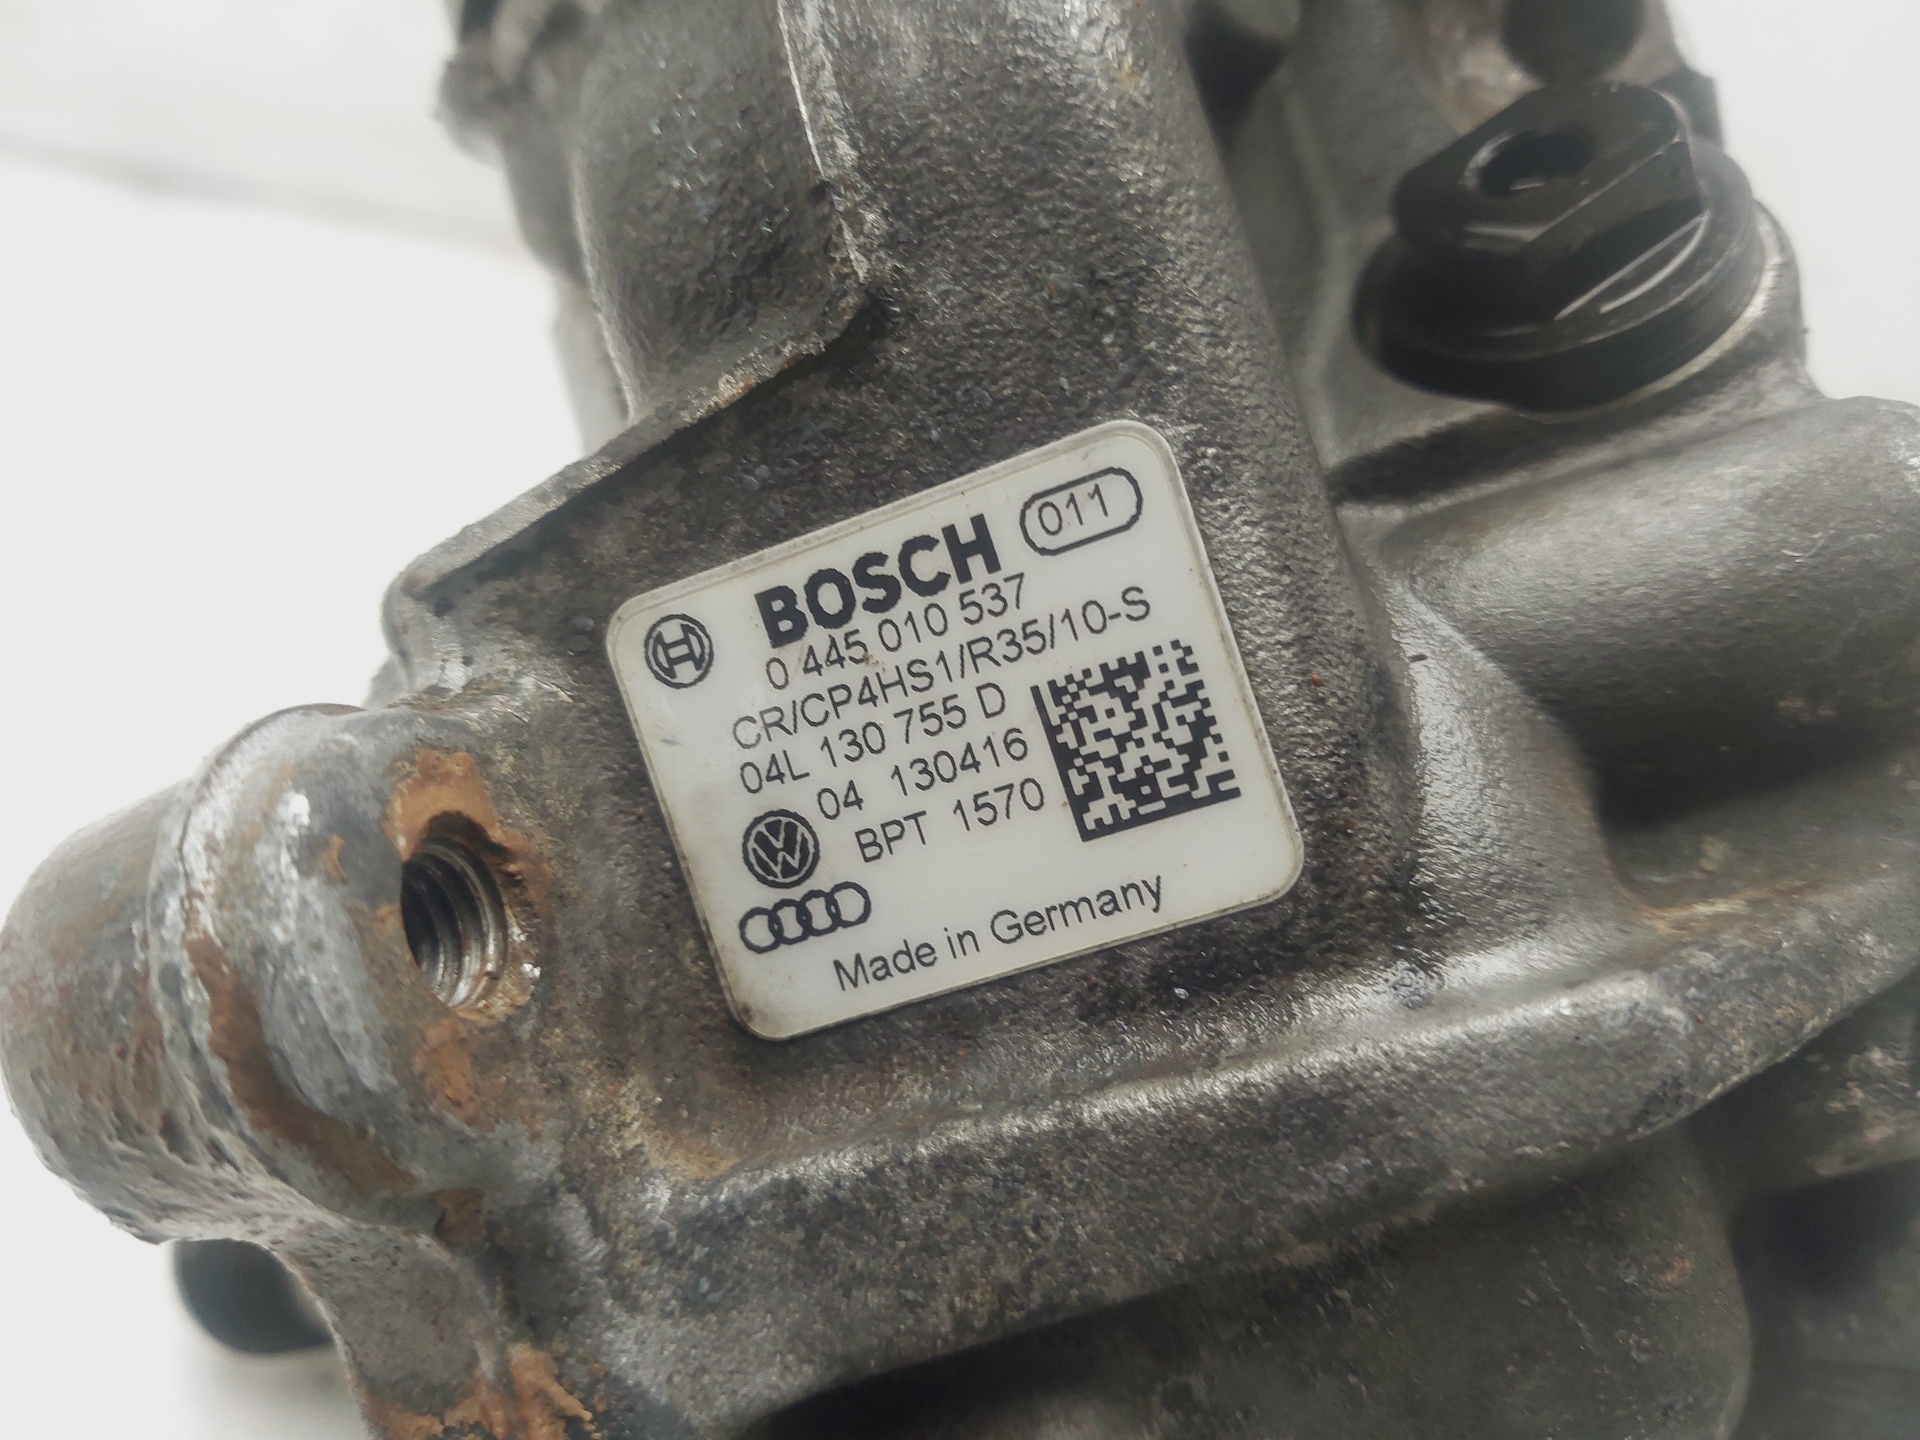 BOSCH 011
0 445 010 537
CR/CP4HS1/R35/10-S
04L 130 755 D
04 130416
BPT 1570
Made in Germany